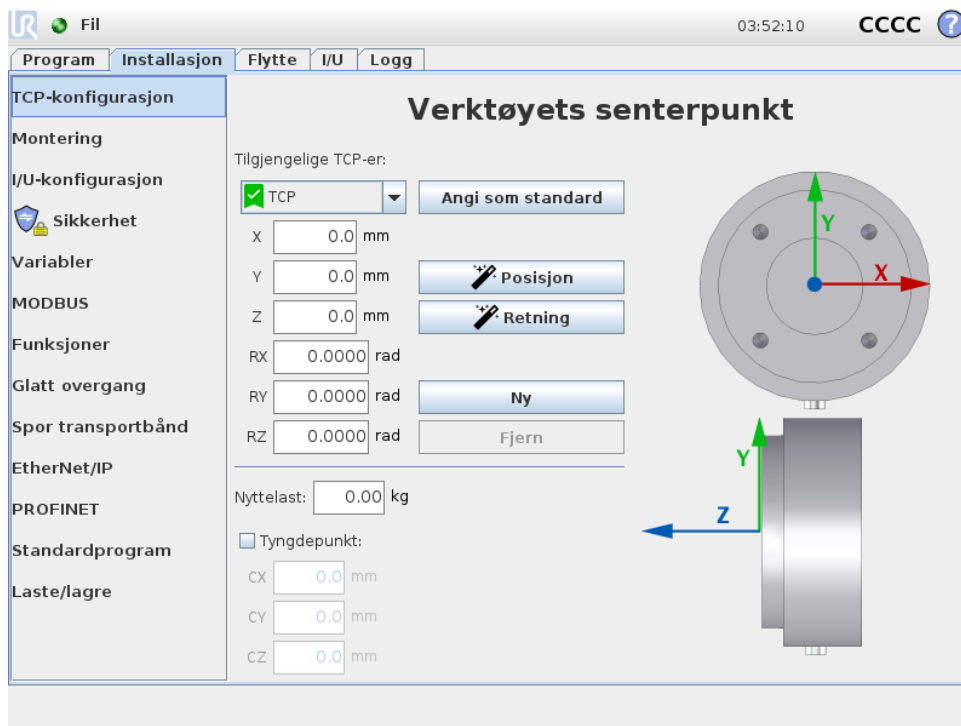 UR Fil 03:52:10 CCCC ?
Program Installasjon Flytte I/U Logg
TCP-konfigurasjon
Montering
I/U-konfigurasjon
Sikkerhet
Variabler
MODBUS
Funksjoner
Glatt overgang
Spor transportbånd
EtherNet/IP
PROFINET
Standardprogram
Laste/lagre
Verktøyets senterpunkt
Tilgjengelige TCP-er:
TCP Angi som standard
X 0.0 mm
Y 0.0 mm Posisjon
Z 0.0 mm Retning
RX 0.0000 rad
RY 0.0000 rad Ny
RZ 0.0000 rad Fjern
Nyttelast: 0.00 kg
Tyngdepunkt:
CX 0.0 mm
CY 0.0 mm
CZ 0.0 mm
Y
X
Y
Z